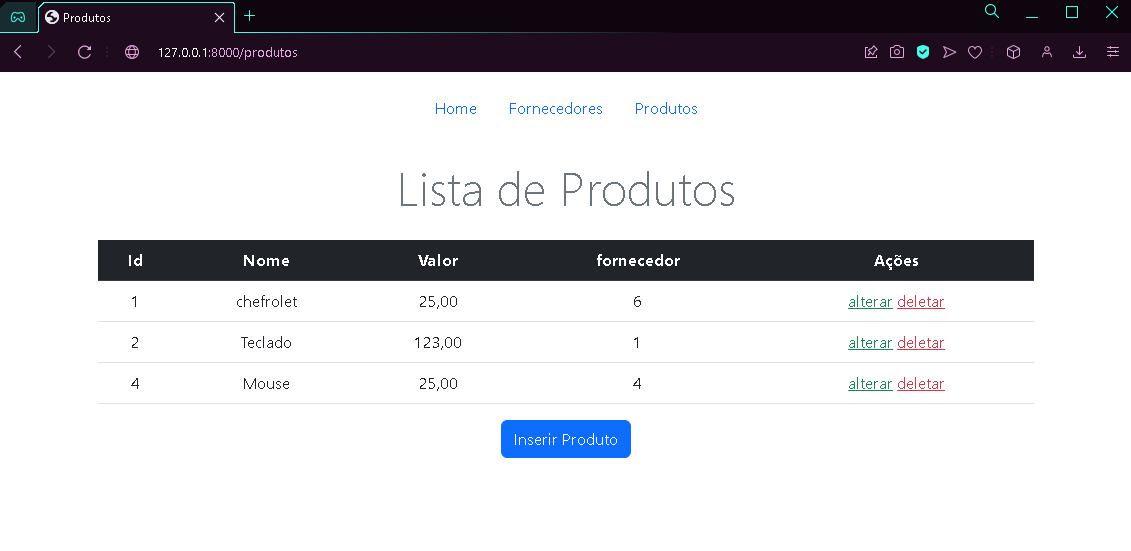 Produtos
127.0.0.1:8000/produtos
Home Fornecedores Produtos
Lista de Produtos
Id Nome Valor fornecedor Ações
1 chefrolet 25,00 6 alterar deletar
2 Teclado 123,00 1 alterar deletar
4 Mouse 25,00 4 alterar deletar
Inserir Produto